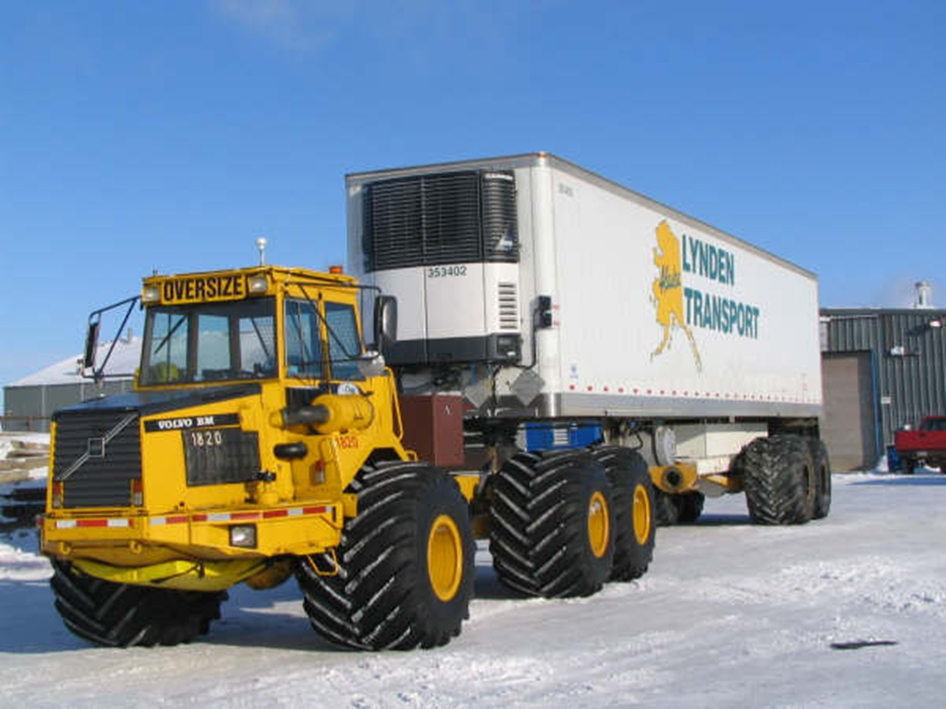 OVERSIZE
VOLVO BM
1820
1820
353402
LYNDEN
Alaska
TRANSPORT